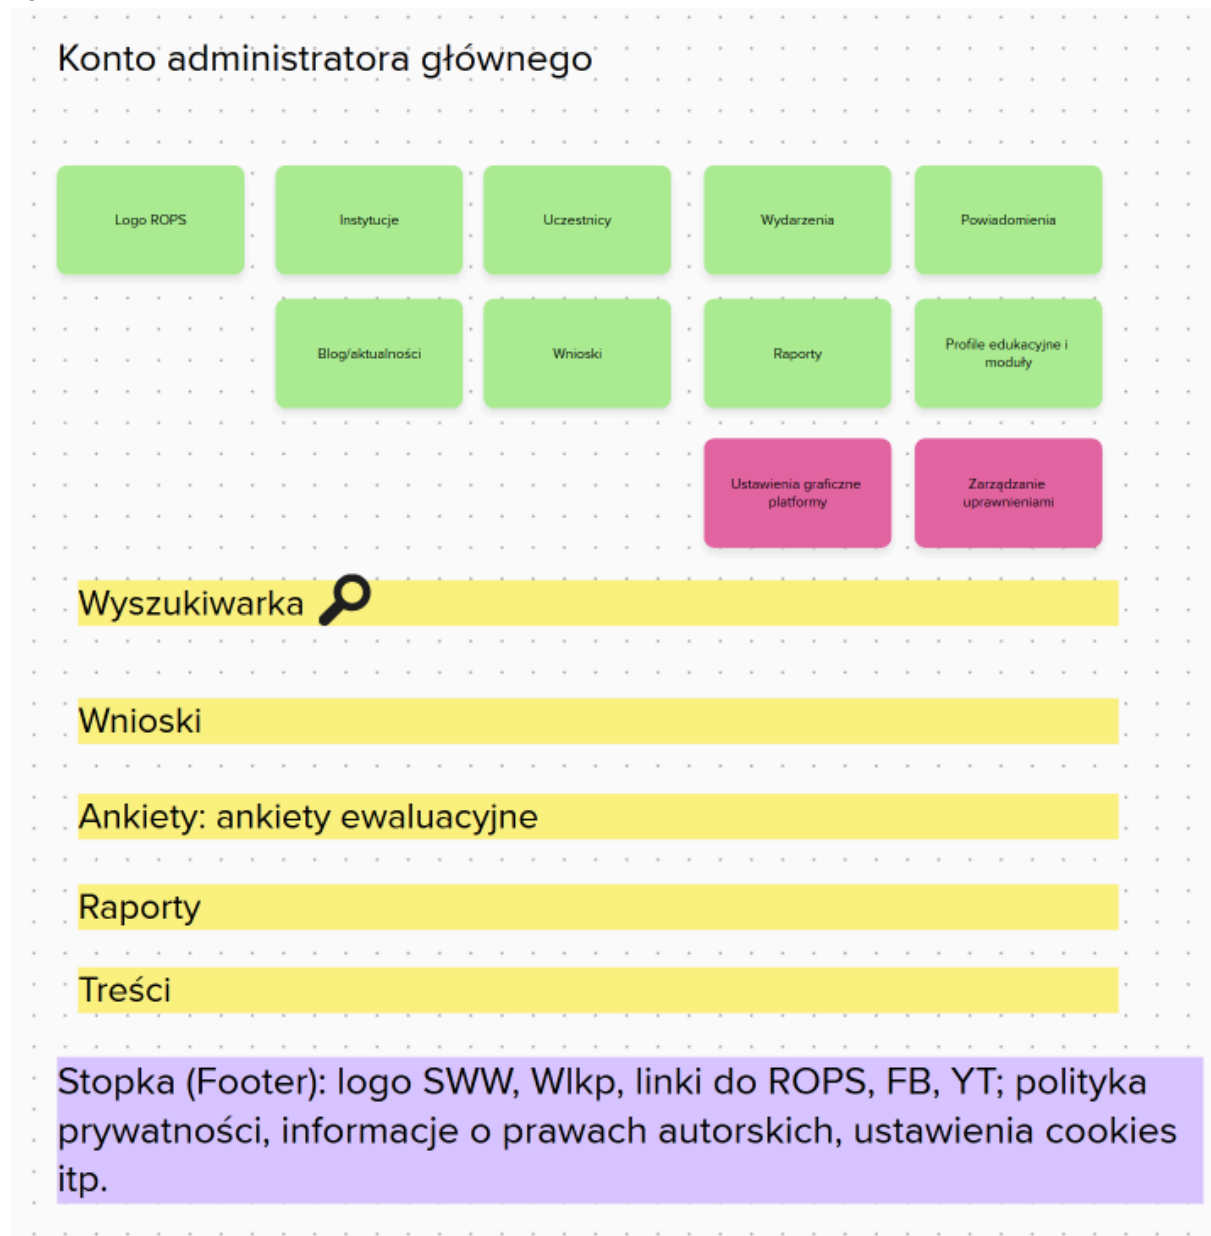 Konto administratora głównego
Logo ROPS
Instytucje
Uczestnicy
Wydarzenia
Powiadomienia
Blog/aktualności
Wnioski
Raporty
Profile edukacyjne i
moduły
Ustawienia graficzne
platformy
Zarządzanie
uprawnieniami
Wyszukiwarka
Wnioski
Ankiety: ankiety ewaluacyjne
Raporty
Treści
Stopka (Footer): logo SWW, Wlkp, linki do ROPS, FB, YT; polityka
prywatności, informacje o prawach autorskich, ustawienia cookies
itp.